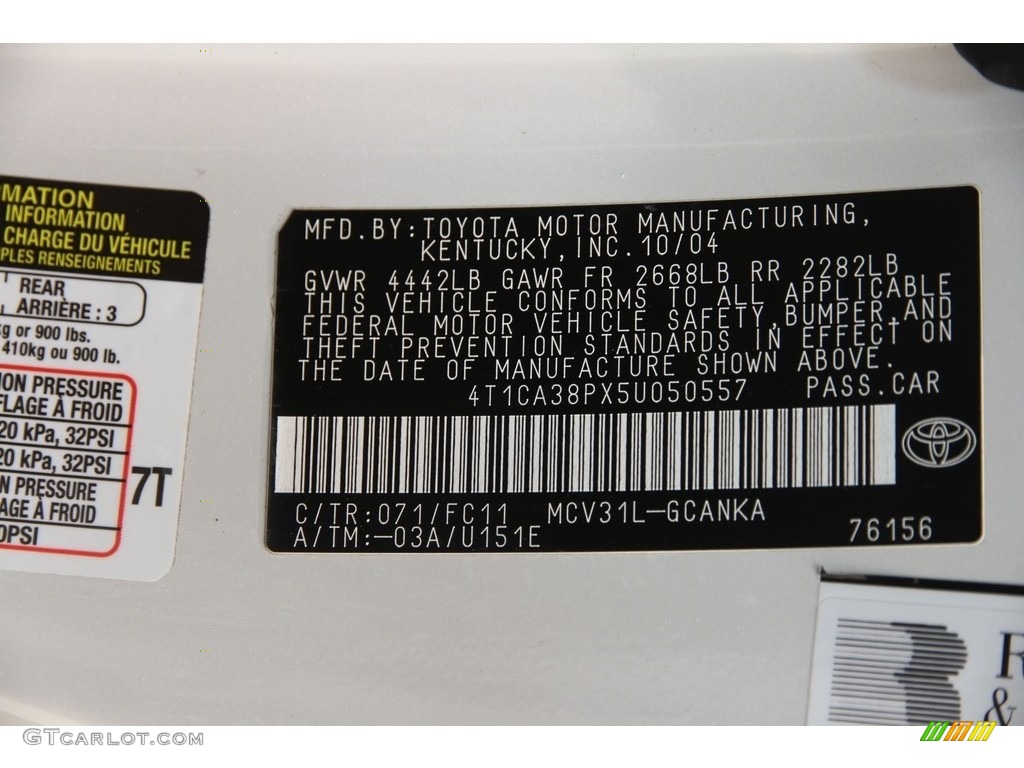 MATION
INFORMATION
CHARGE DU VÉHICULE
PLES RENSEIGNEMENTS
REAR
ARRIÈRE : 3
kg or 900 lbs.
410kg ou 900 lb.
ON PRESSURE
FLAGE À FROID
20 kPa, 32PSI
20 kPa, 32PSI
N PRESSURE
AGE À FROID
0PSI
7T
MFD.BY:TOYOTA MOTOR MANUFACTURING,
KENTUCKY,INC.10/04
GVWR 4442LB GAWR FR 2668LB RR 2282LB
THIS VEHICLE CONFORMS TO ALL APPLICABLE
FEDERAL MOTOR VEHICLE SAFETY,BUMPER,AND
THEFT PREVENTION STANDARDS IN EFFECT ON
THE DATE OF MANUFACTURE SHOWN ABOVE.
4T1CA38PX5U050557 PASS.CAR
C/TR:071/FC11 MCV31L-GCANKA
A/TM:-03A/U151E 76156
R
&
GTcarlot.com